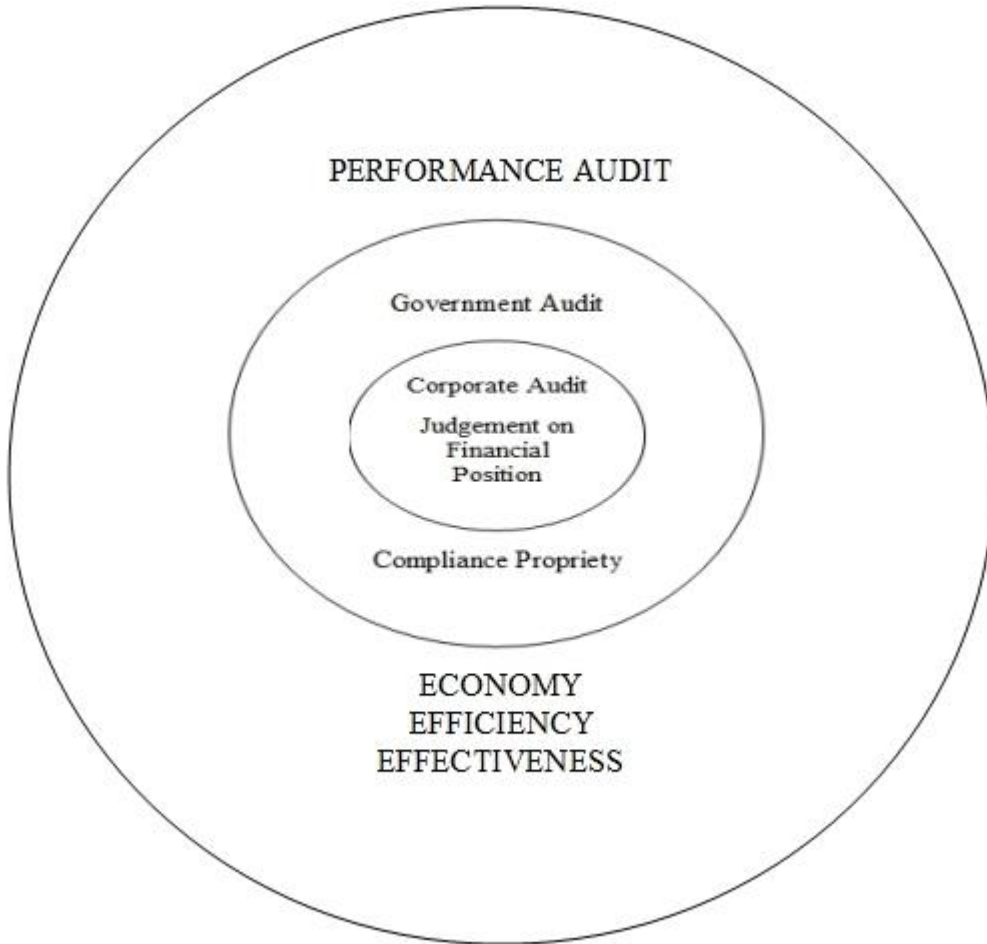 PERFORMANCE AUDIT
Government Audit
Corporate Audit
Judgement on
Financial
Position
Compliance Propriety
ECONOMY
EFFICIENCY
EFFECTIVENESS